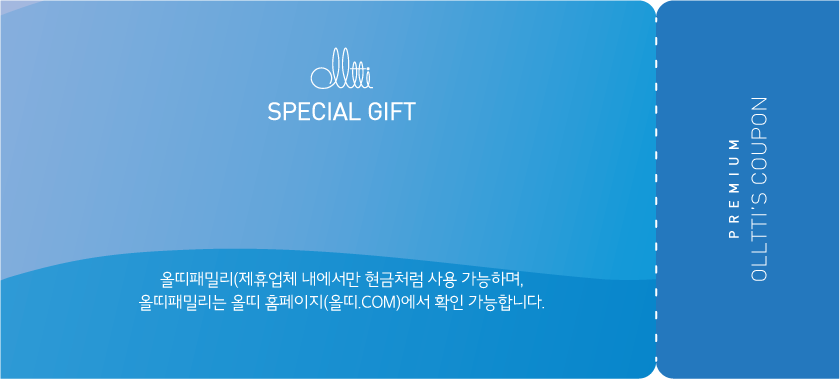 olltti
SPECIAL GIFT
올띠패밀리(제휴업체 내에서만 현금처럼 사용 가능하며,
올띠패밀리는 올띠 홈페이지(올띠.COM)에서 확인 가능합니다.
PREMIUM
OLLTTI'S COUPON